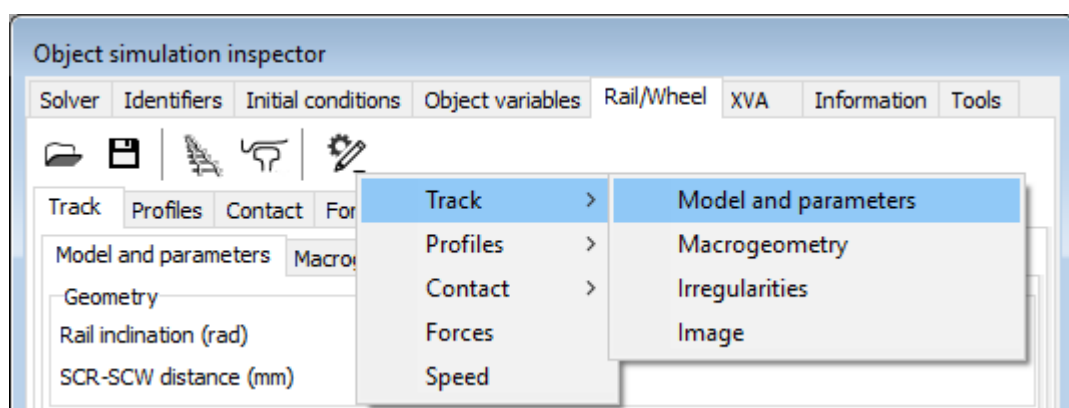 Object simulation inspector
Solver Identifiers Initial conditions Object variables Rail/Wheel XVA Information Tools
Track Profiles Contact For
Model and parameters Macro
Geometry
Rail inclination (rad)
SCR-SCW distance (mm)
Track
Profiles
Contact
Forces
Speed
Model and parameters
Macrogeometry
Irregularities
Image